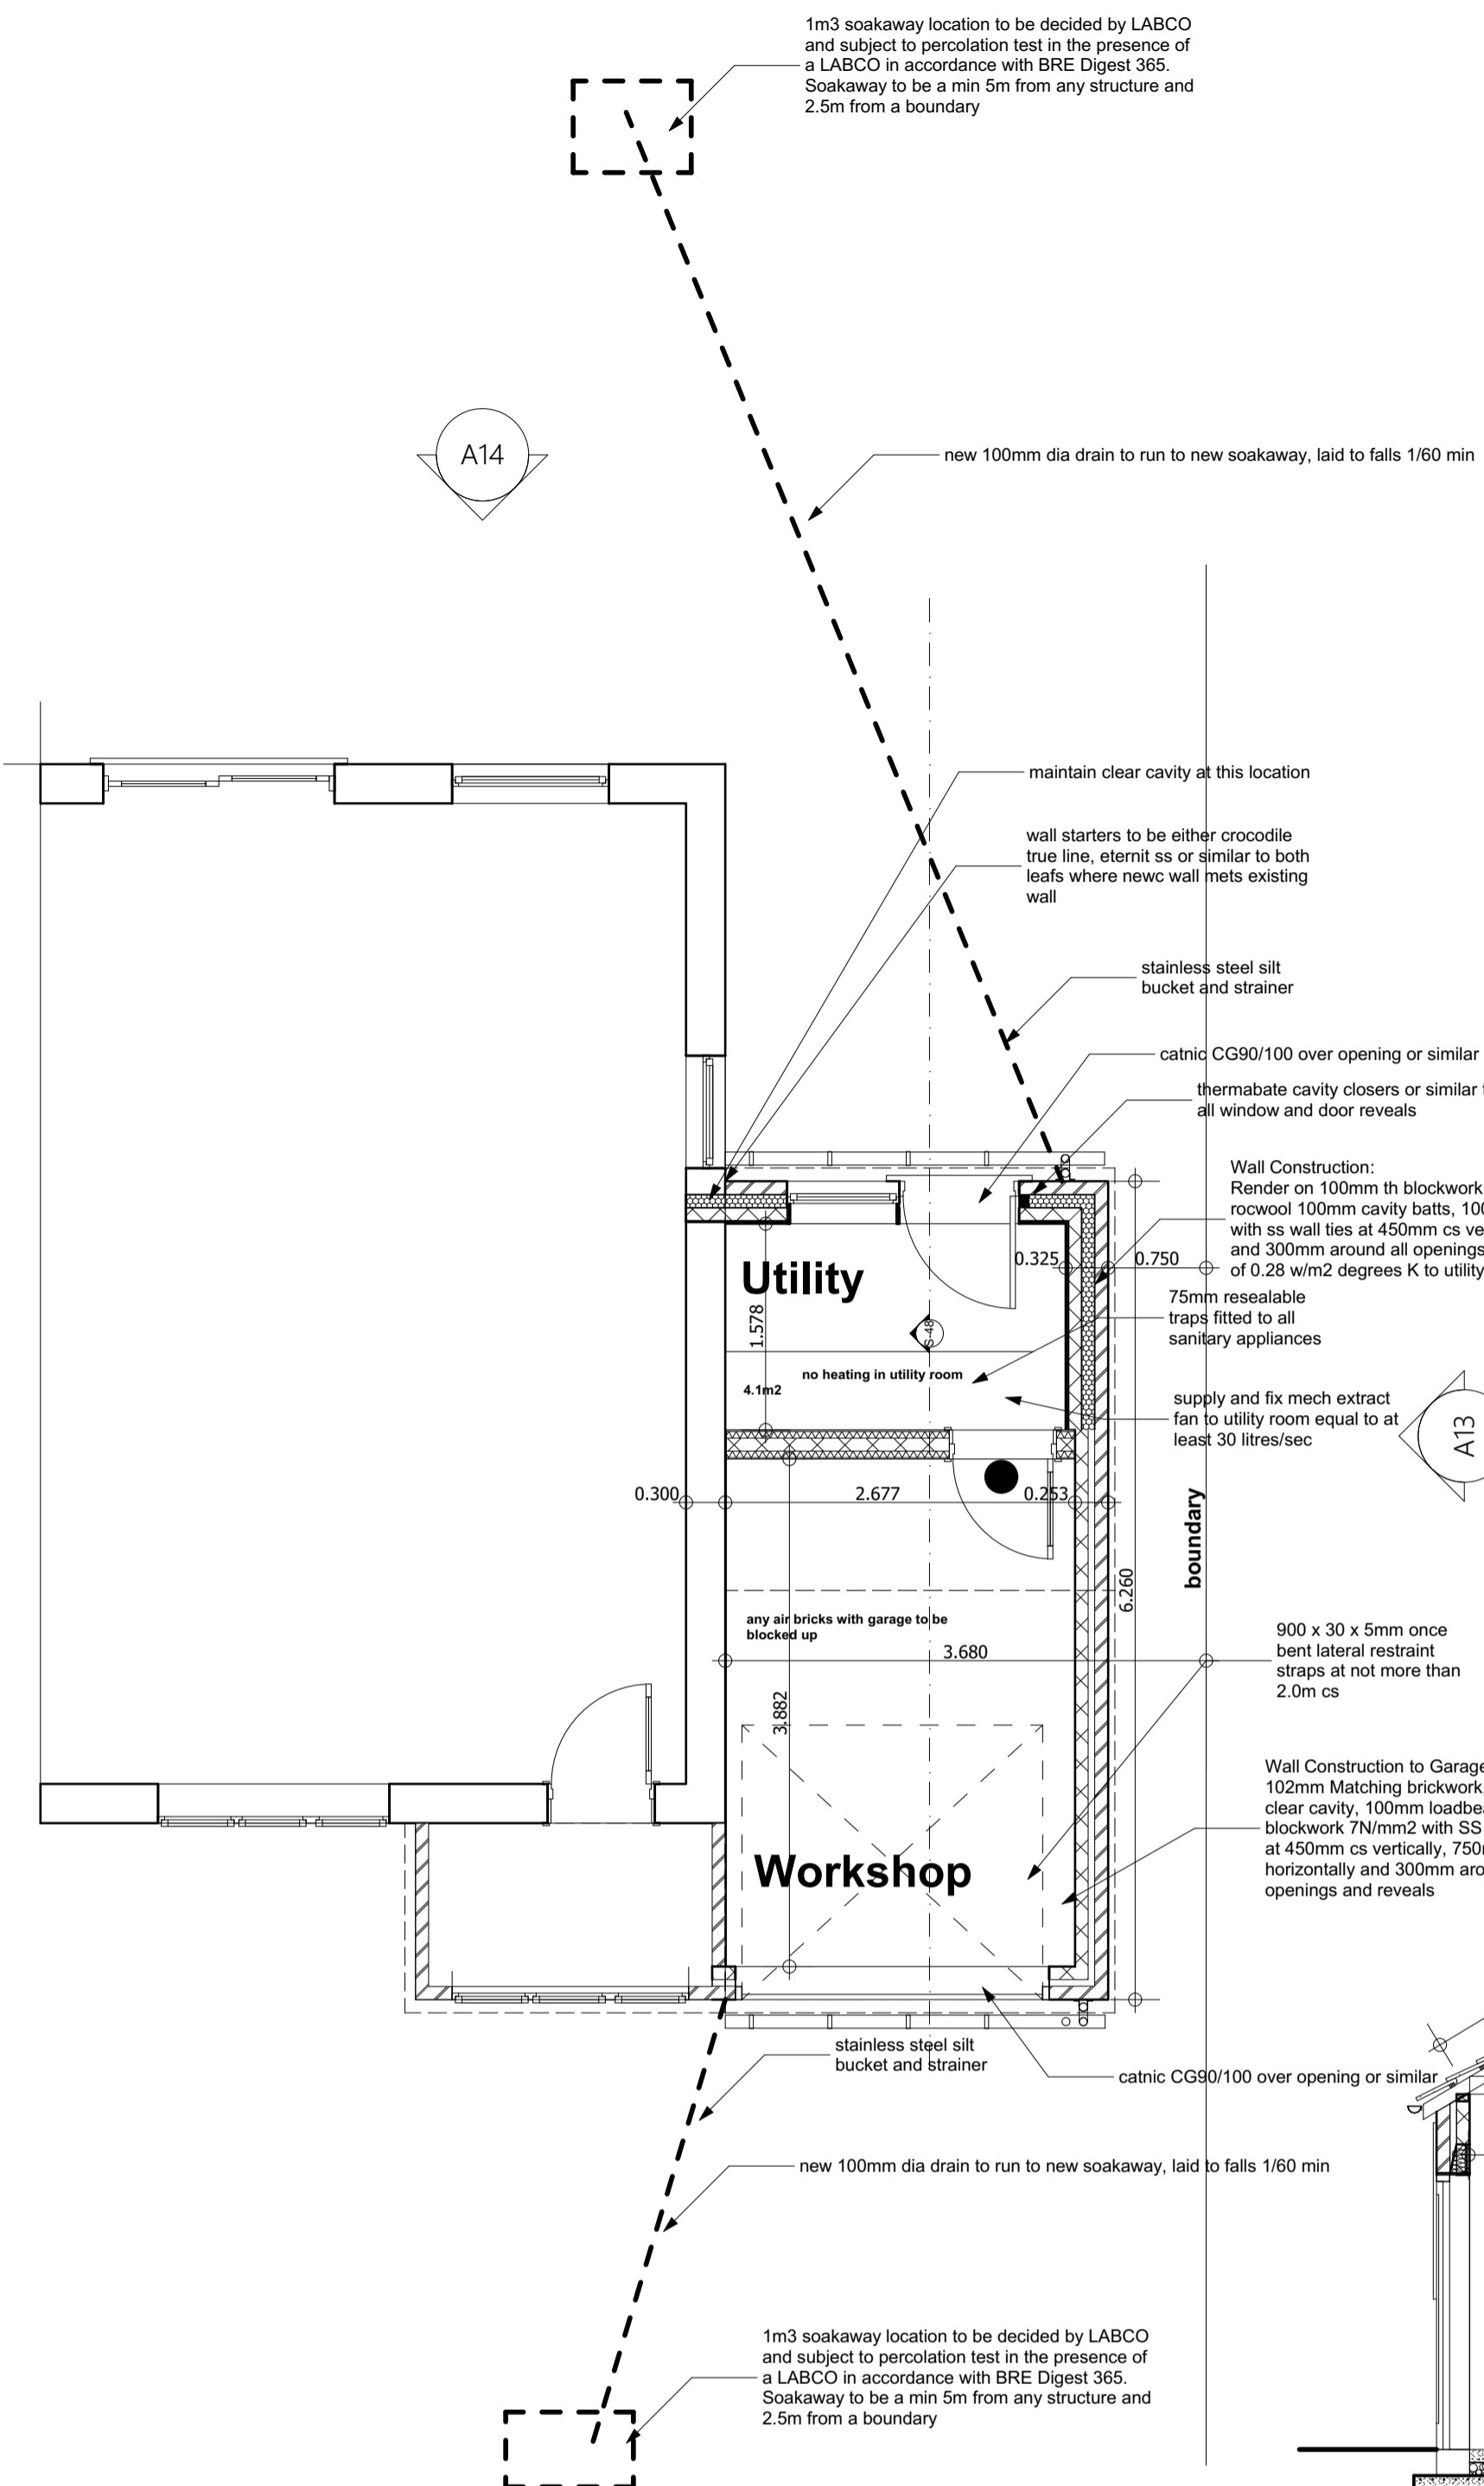 1m3 soakaway location to be decided by LABCO
and subject to percolation test in the presence of
a LABCO in accordance with BRE Digest 365.
Soakaway to be a min 5m from any structure and
2.5m from a boundary
A14
new 100mm dia drain to run to new soakaway, laid to falls 1/60 min
maintain clear cavity at this location
wall starters to be either crocodile
true line, eternit ss or similar to both
leafs where newc wall mets existing
wall
stainless steel silt
bucket and strainer
catnic CG90/100 over opening or similar
thermabate cavity closers or similar
all window and door reveals
Wall Construction:
Render on 100mm th blockwork
rocwool 100mm cavity batts, 10
with ss wall ties at 450mm cs ve
and 300mm around all openings
of 0.28 w/m2 degrees K to utility
0.325
0.750
Utility
75mm resealable
traps fitted to all
sanitary appliances
1.578
S-48
no heating in utility room
4.1m2
supply and fix mech extract
fan to utility room equal to at
least 30 litres/sec
A13
0.300
2.677
0.253
boundary
6.260
any air bricks with garage to be
blocked up
900 x 30 x 5mm once
bent lateral restraint
straps at not more than
2.0m cs
3.680
3.882
Wall Construction to Garage
102mm Matching brickwork,
clear cavity, 100mm loadbea
blockwork 7N/mm2 with SS
at 450mm cs vertically, 750
horizontally and 300mm aro
openings and reveals
Workshop
stainless steel silt
bucket and strainer
catnic CG90/100 over opening or similar
new 100mm dia drain to run to new soakaway, laid to falls 1/60 min
1m3 soakaway location to be decided by LABCO
and subject to percolation test in the presence of
a LABCO in accordance with BRE Digest 365.
Soakaway to be a min 5m from any structure and
2.5m from a boundary